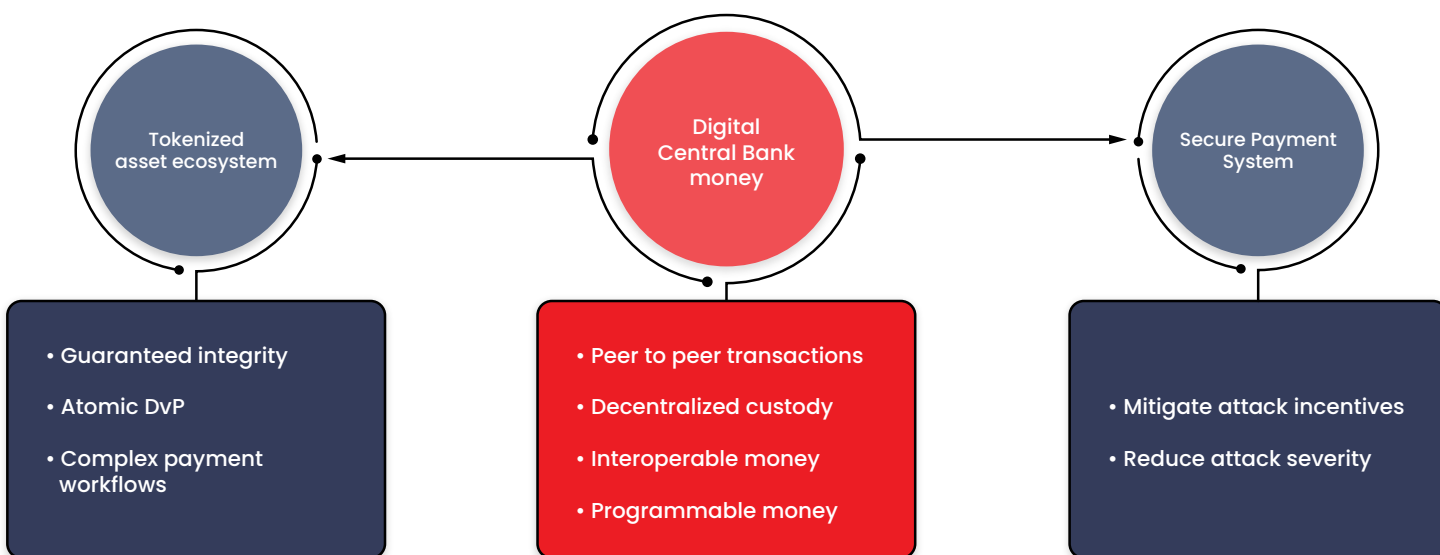 Tokenized
asset ecosystem
Digital
Central Bank
money
Secure Payment
System
• Guaranteed integrity
• Atomic DvP
• Complex payment
workflows
• Peer to peer transactions
• Decentralized custody
• Interoperable money
• Programmable money
• Mitigate attack incentives
• Reduce attack severity